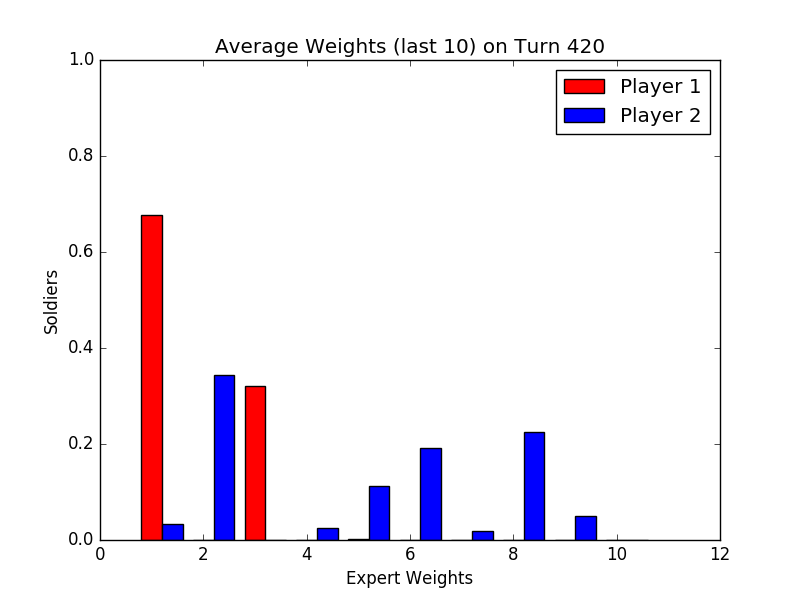 Average Weights (last 10) on Turn 420
1.0
Player 1
Player 2
0.8
0.6
0.4
0.2
0.0
Soldiers
0 2 4 6 8 10 12
Expert Weights